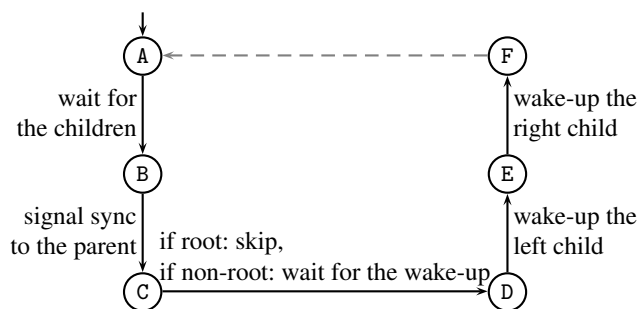 A
F
wait for
the children
wake-up the
right child
B
E
signal sync
to the parent
if root: skip,
if non-root: wait for the wake-up
wake-up the
left child
C
D